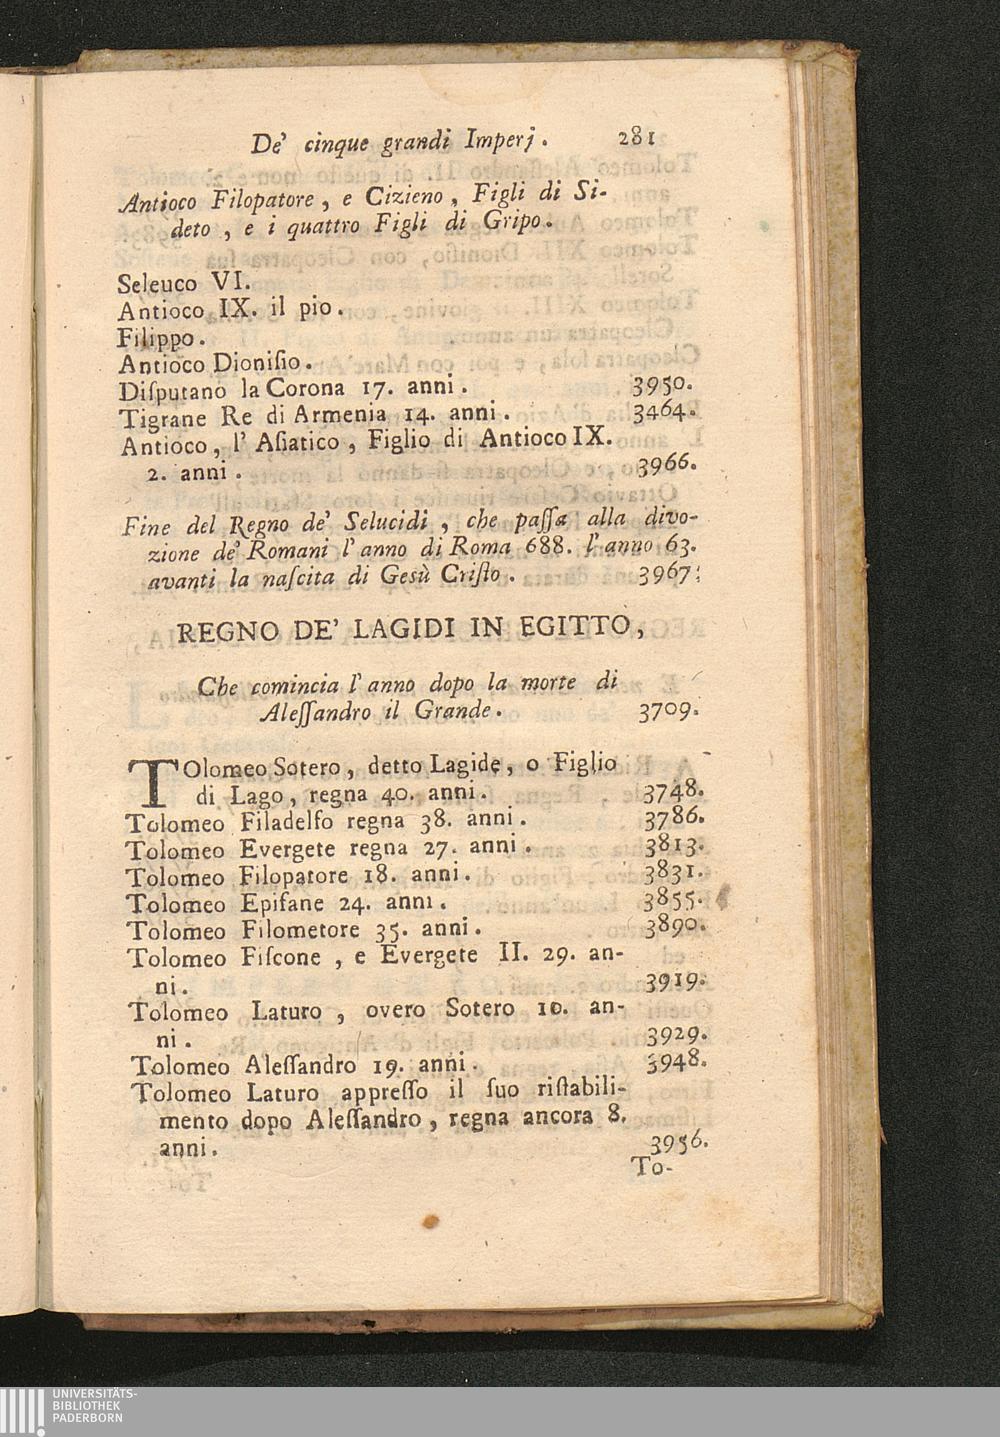 De' cinque grandi Imperj. 281
Antioco Filopatore, e Cizieno, Figli di Si-
deto, e i quattro Figli di Gripo.
Seleuco VI.
Antioco IX. il pio.
Filippo.
Antioco Dioniſio.
Diſputano la Corona 17. anni. 3950.
Tigrane Re di Armenia 14. anni. 3464.
Antioco, l' Aſiatico, Figlio di Antioco IX.
2. anni. 3966.
Fine del Regno de' Selucidi, che paſſa alla divo-
zione de' Romani l' anno di Roma 688. l' anno 63.
avanti la naſcita di Gesù Criſto. 3967.
REGNO DE' LAGIDI IN EGITTO,
Che comincia l' anno dopo la morte di
Aleſſandro il Grande. 3709.
TOlomeo Sotero, detto Lagide, o Figlio
di Lago, regna 40. anni. 3748.
Tolomeo Filadelfo regna 38. anni. 3786.
Tolomeo Evergete regna 27. anni. 3813.
Tolomeo Filopatore 18. anni. 3831.
Tolomeo Epifane 24. anni. 3855.
Tolomeo Filometore 35. anni. 3890.
Tolomeo Fiſcone, e Evergete II. 29. an-
ni. 3919.
Tolomeo Laturo, overo Sotero 10. an-
ni. 3929.
Tolomeo Aleſſandro 19. anni. 3948.
Tolomeo Laturo appreſſo il ſuo riſtabili-
mento dopo Aleſſandro, regna ancora 8.
anni. 3956.
To-
UNIVERSITÄTS-
BIBLIOTHEK
PADERBORN